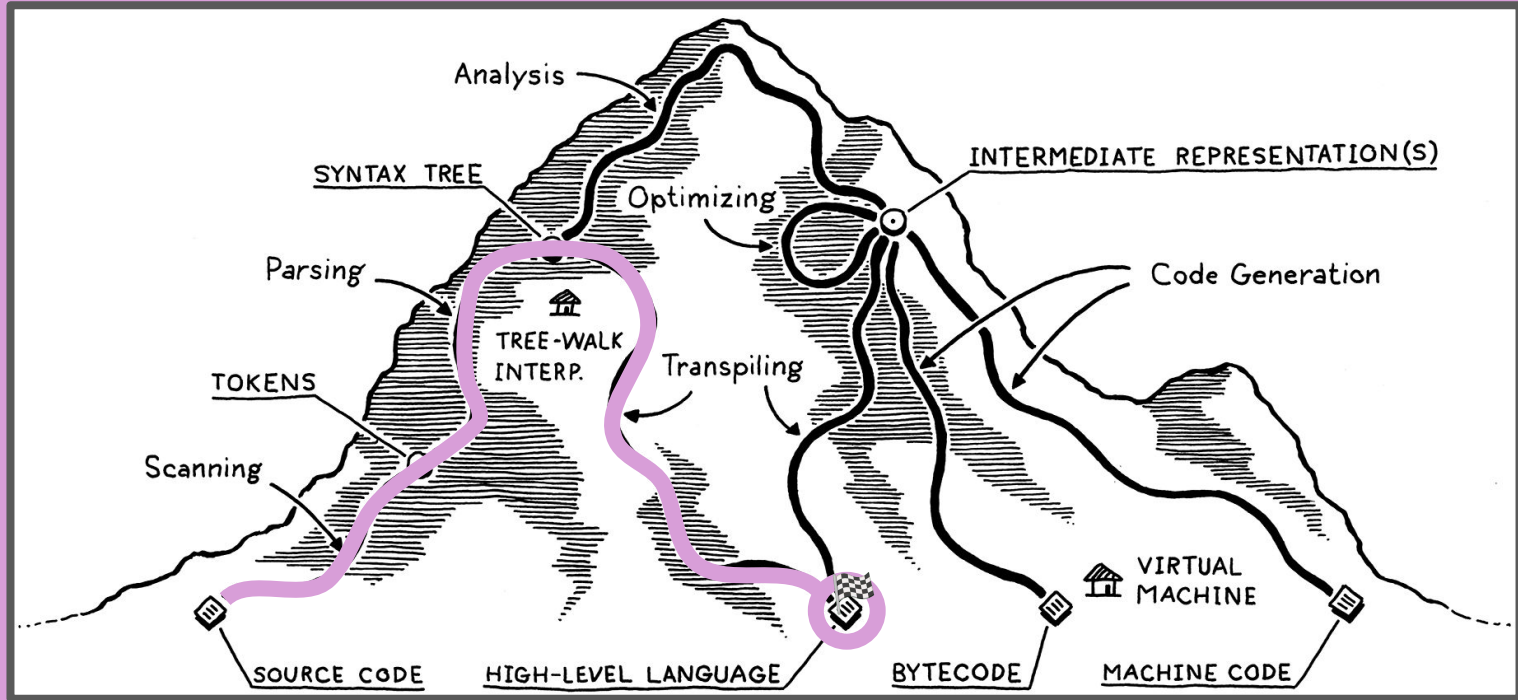 Analysis
INTERMEDIATE REPRESENTATION(S)
SYNTAX TREE
Optimizing
Parsing
Code Generation
TREE-WALK
INTERP.
Transpiling
TOKENS
Scanning
VIRTUAL
MACHINE
SOURCE CODE
HIGH-LEVEL LANGUAGE
BYTECODE
MACHINE CODE